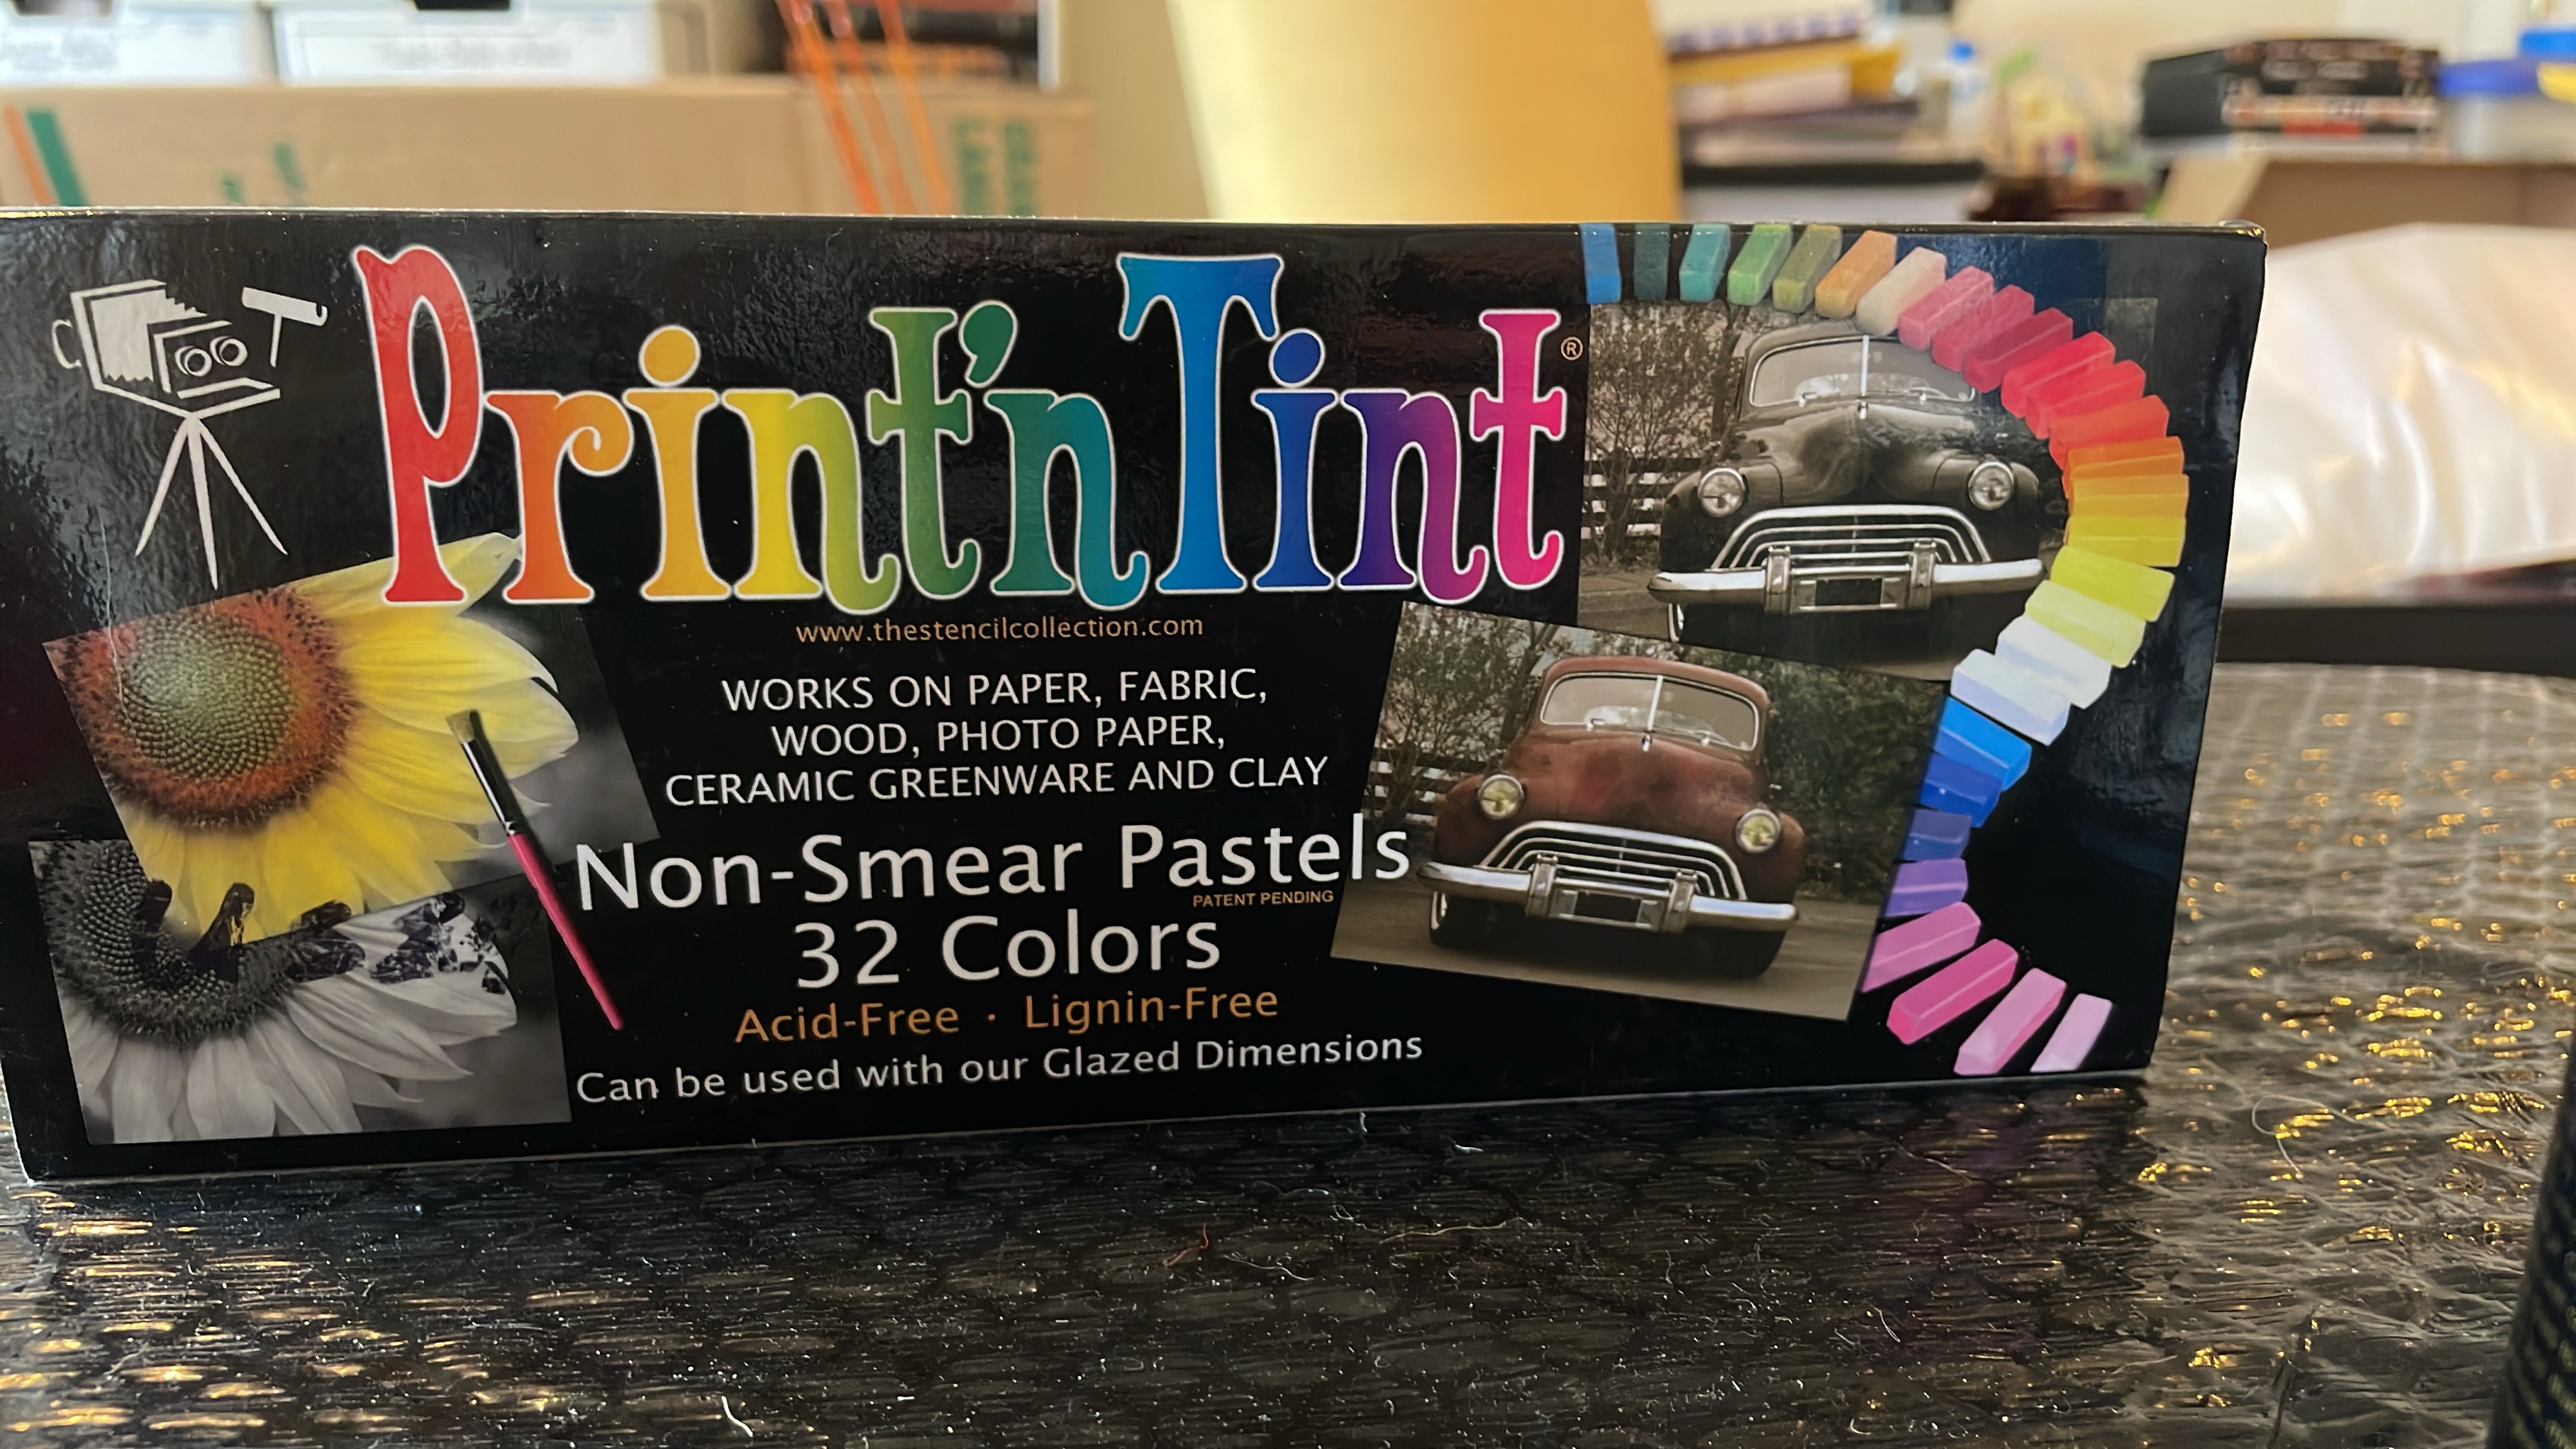 Print'n Tint®
www.thestencilcollection.com
WORKS ON PAPER, FABRIC,
WOOD, PHOTO PAPER,
CERAMIC GREENWARE AND CLAY
Non-Smear Pastels
PATENT PENDING
32 Colors
Acid-Free · Lignin-Free
Can be used with our Glazed Dimensions